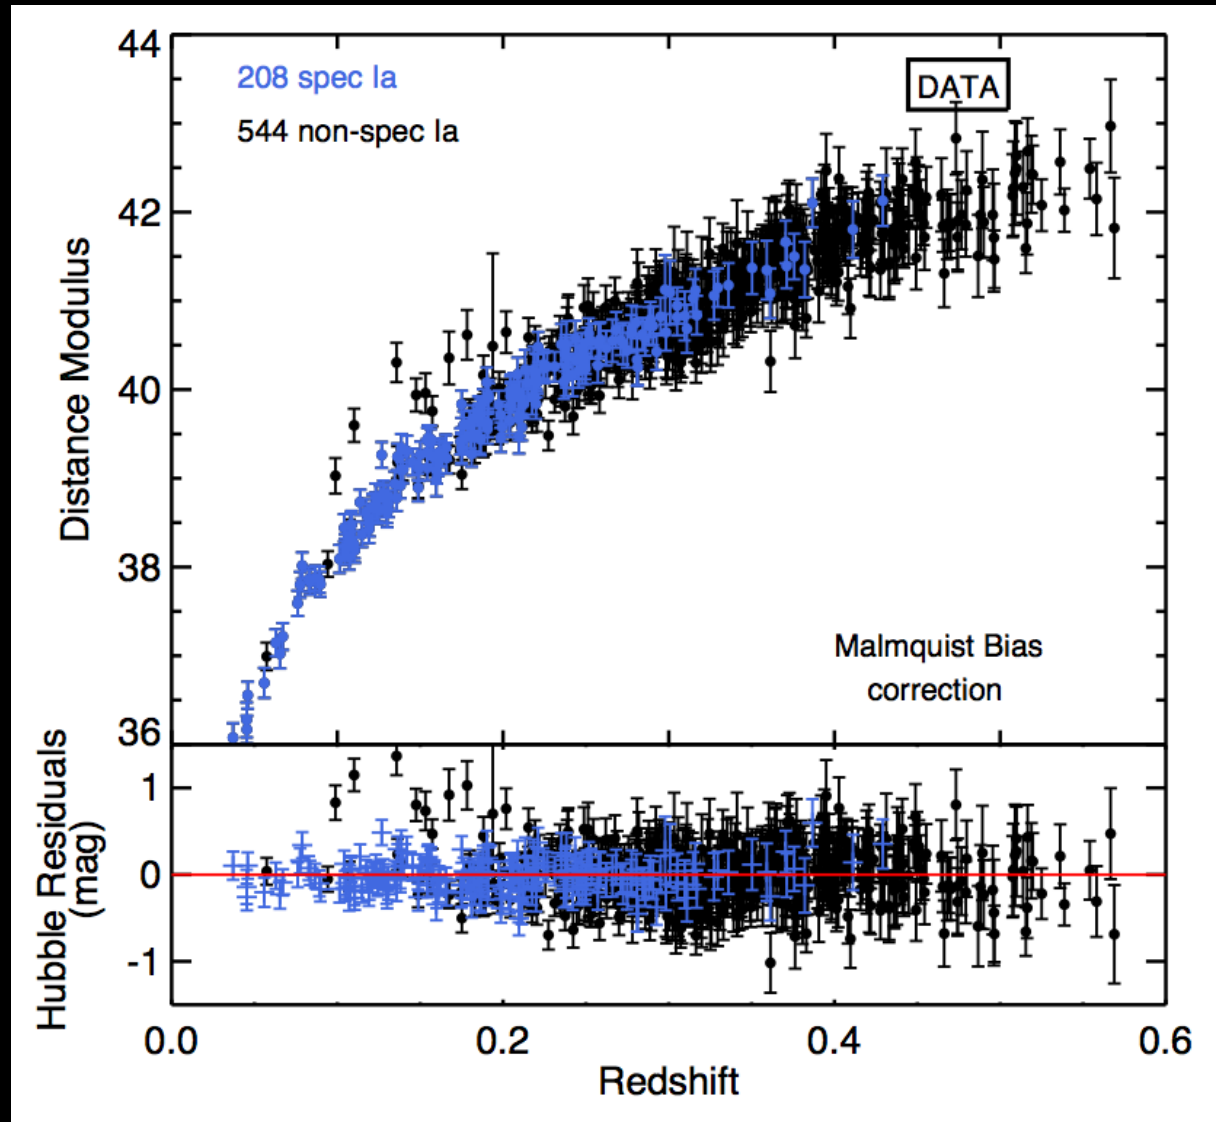 44
208 spec Ia
DATA
544 non-spec Ia
42
Distance Modulus
40
38
Malmquist Bias
correction
36
Hubble Residuals
(mag)
1
0
-1
0.0 0.2 0.4 0.6
Redshift